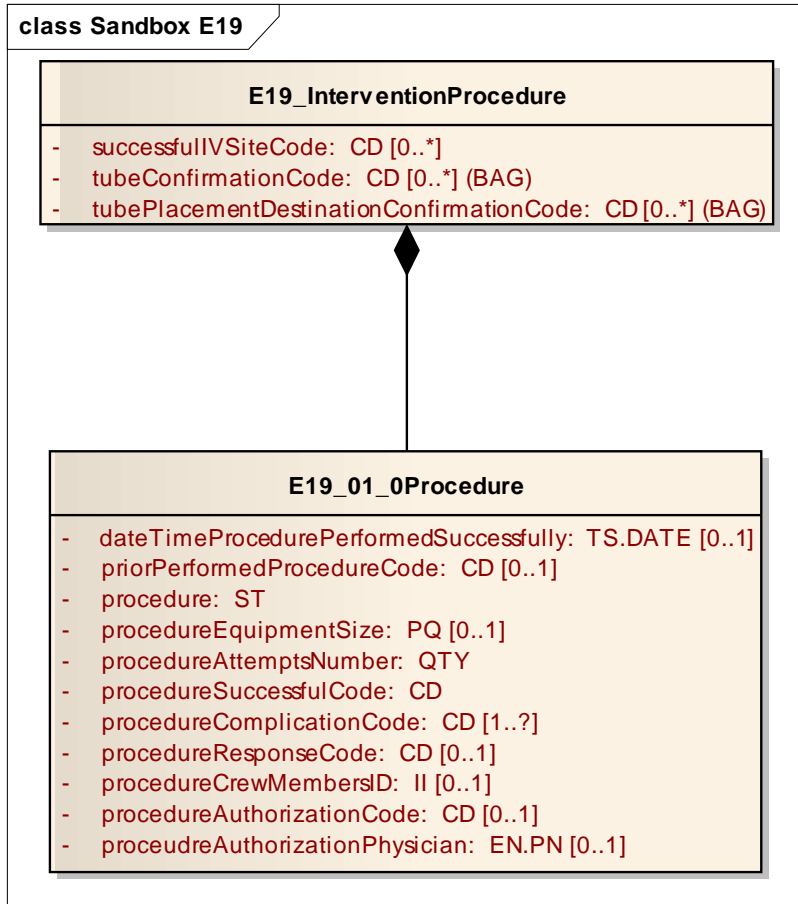 class Sandbox E19
E19_InterventionProcedure
- successfulIVSiteCode: CD [0..*]
- tubeConfirmationCode: CD [0..*] (BAG)
- tubePlacementDestinationConfirmationCode: CD [0..*] (BAG)
E19_01_0Procedure
- dateTimeProcedurePerformedSuccessfully: TS.DATE [0..1]
- priorPerformedProcedureCode: CD [0..1]
- procedure: ST
- procedureEquipmentSize: PQ [0..1]
- procedureAttemptsNumber: QTY
- procedureSuccessfulCode: CD
- procedureComplicationCode: CD [1..?]
- procedureResponseCode: CD [0..1]
- procedureCrewMembersID: II [0..1]
- procedureAuthorizationCode: CD [0..1]
- proceudreAuthorizationPhysician: EN.PN [0..1]